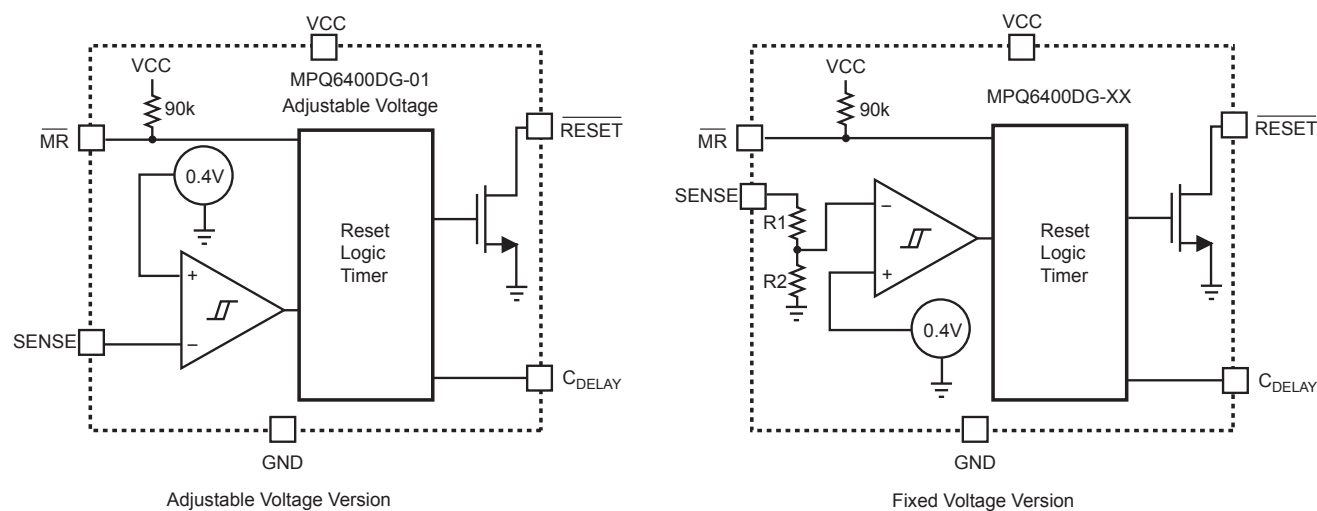 VCC
VCC
MPQ6400DG-01
Adjustable Voltage
90k
MR
RESET
0.4V
+
Reset
Logic
Timer
SENSE
−
CDELAY
GND
Adjustable Voltage Version
VCC
VCC
90k
MPQ6400DG-XX
MR
RESET
SENSE
R1
−
Reset
Logic
Timer
R2
+
0.4V
CDELAY
GND
Fixed Voltage Version